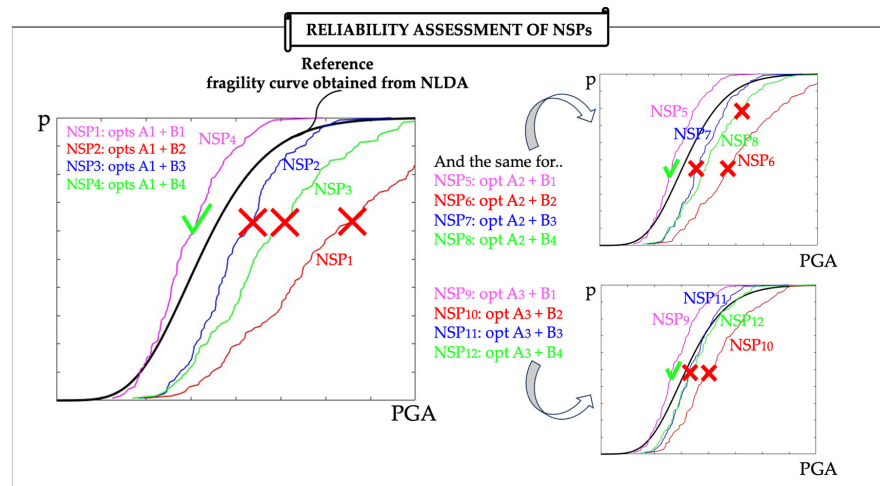 RELIABILITY ASSESSMENT OF NSPs
Reference
fragility curve obtained from NLDA
p
NSP1: opts A1 + B1
NSP2: opts A1 + B2
NSP3: opts A1 + B3
NSP4: opts A1 + B4
NSP4
NSP2
NSP3
NSP1
PGA
And the same for..
NSP5: opt A2 + B1
NSP6: opt A2 + B2
NSP7: opt A2 + B3
NSP8: opt A2 + B4
p
NSP5
NSP7
NSP8
NSP6
PGA
NSP9: opt A3 + B1
NSP10: opt A3 + B2
NSP11: opt A3 + B3
NSP12: opt A3 + B4
p
NSP11
NSP9
NSP12
NSP10
PGA